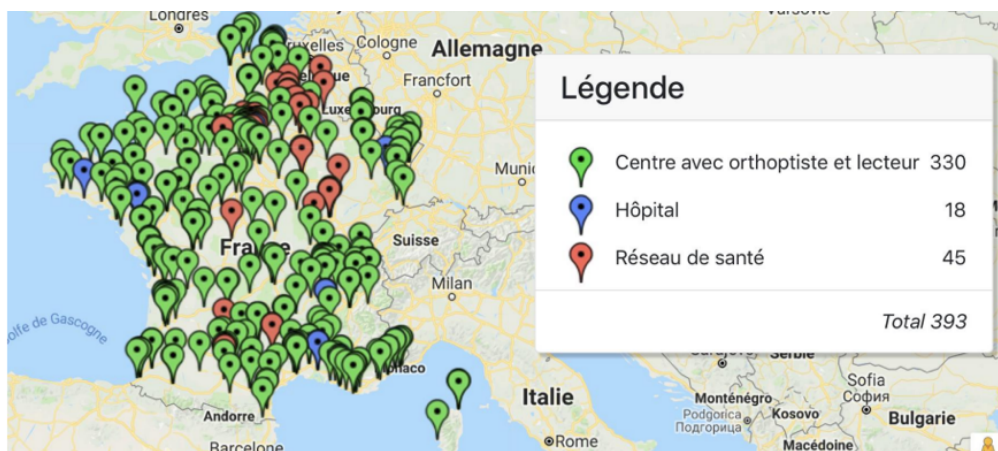 Londres
Varsovie
Bruxelles
Cologne
Allemagne
Belgique
Francfort
Luxembourg
Légende
Centre avec orthoptiste et lecteur 330
Hôpital 18
Réseau de santé 45
Total 393
France
Suisse
Milan
Golfe de Gascogne
Monaco
Serbie
Italie
Monténégro
Podgorica
Подгорица
Kosovo
Sofia
София
Bulgarie
Andorre
Barcelone
Rome
Macédoine